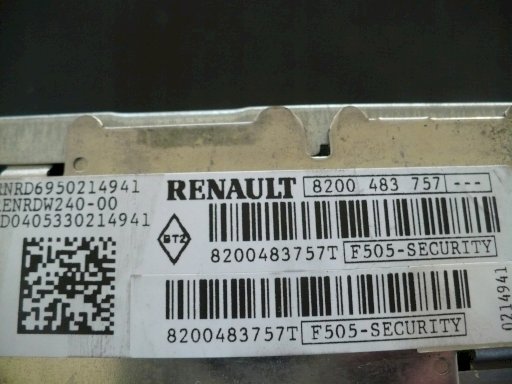 RNRD6950214941
ENRDW240-00
D0405330214941
RENAULT 8200 483 757 ---
BT2
8200483757T F505-SECURITY
8200483757T F505-SECURITY
0214941